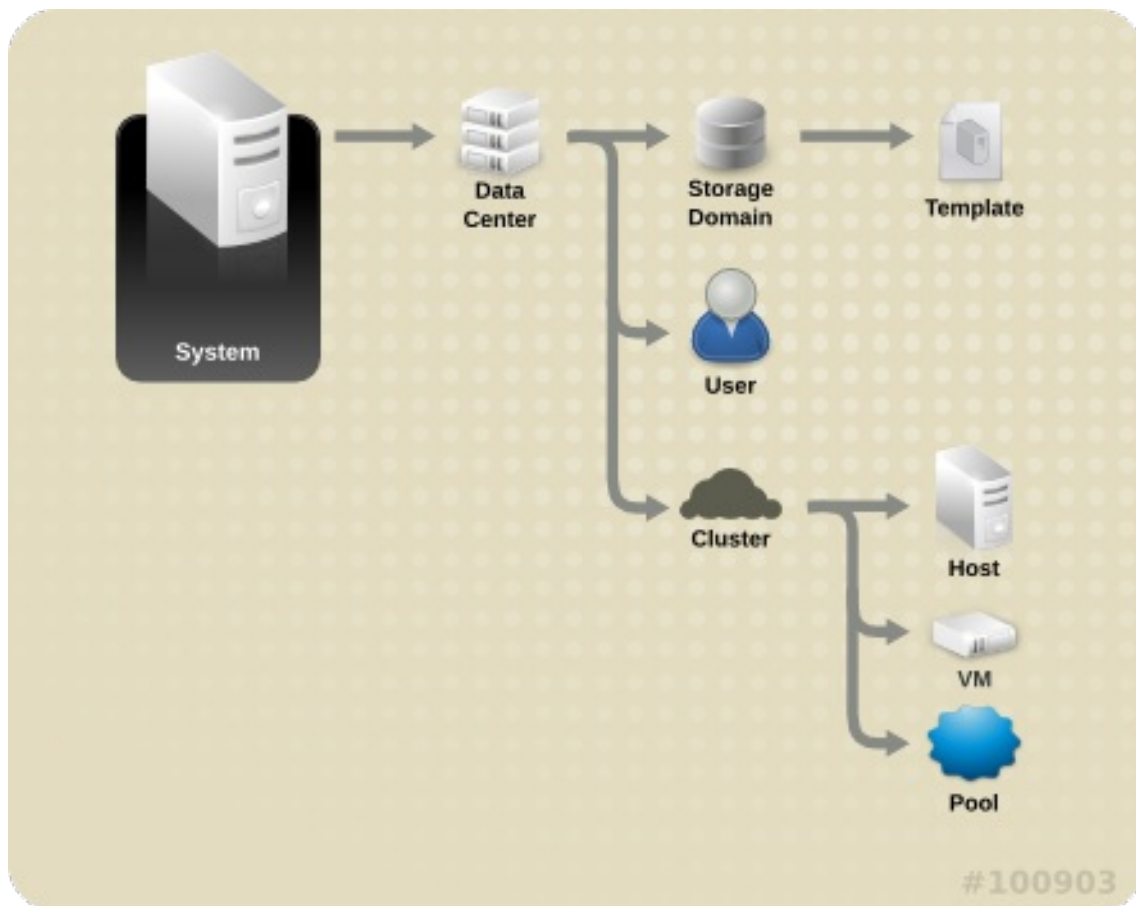 System
Data
Center
Storage
Domain
Template
User
Cluster
Host
VM
Pool
#100903